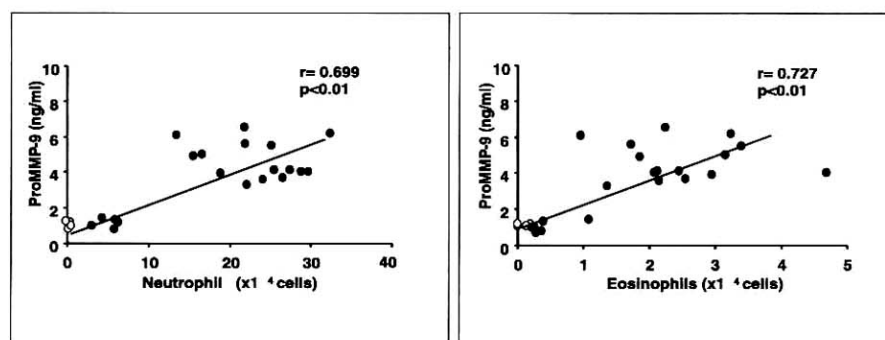 r= 0.699
p<0.01
ProMMP-9 (ng/ml)
10
8
6
4
2
0
0
10
20
30
40
Neutrophil (x1 ⁴ cells)
r= 0.727
p<0.01
ProMMP-9 (ng/ml)
10
8
6
4
2
0
0
1
2
3
4
5
Eosinophils (x1 ⁴ cells)